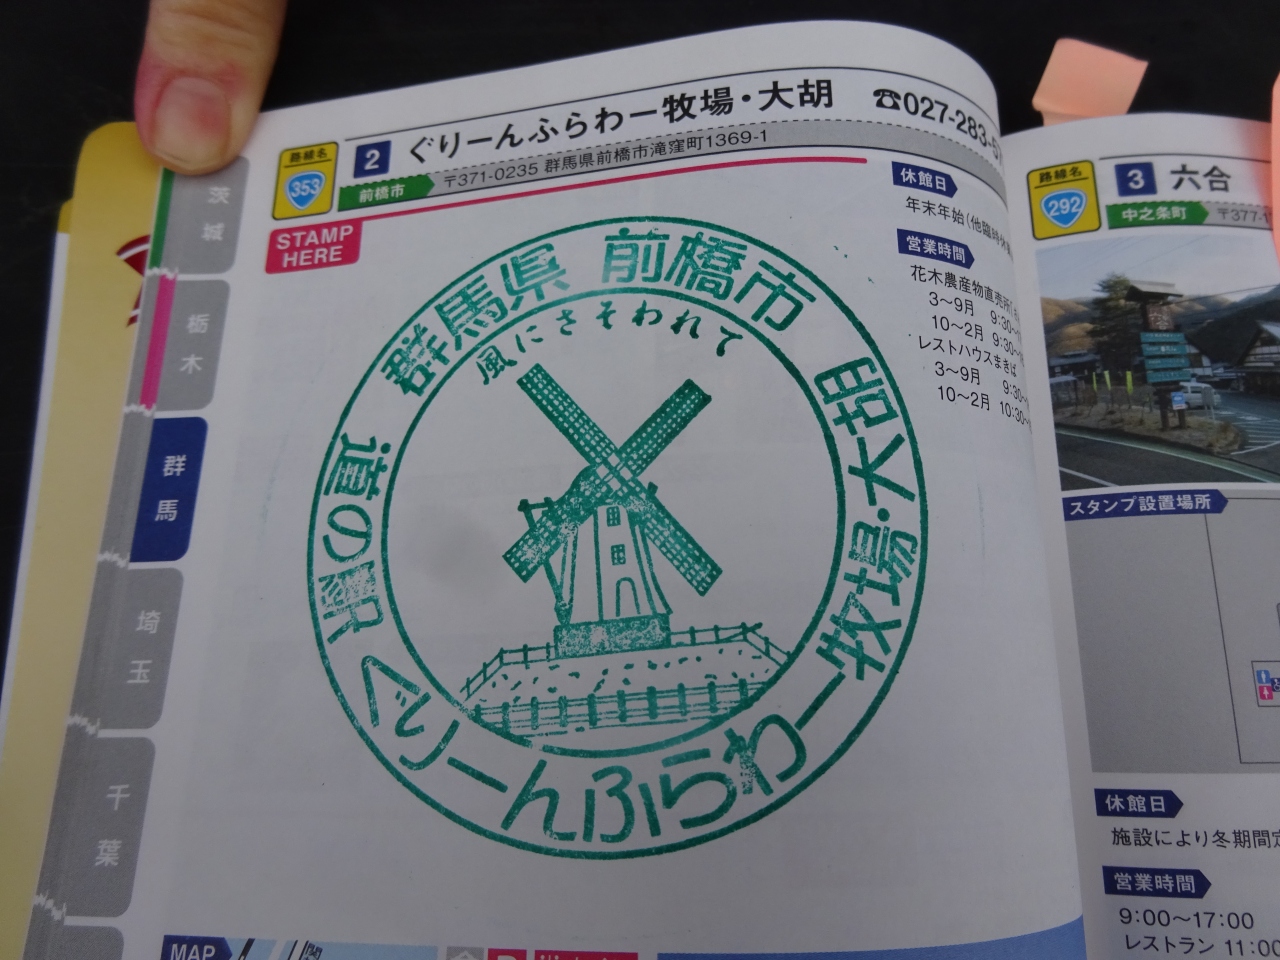 茨城
栃木
群馬
埼玉
千葉
路線名
353
2 ぐりーんふらわー牧場・大胡
☎027-283-5
前橋市
〒371-0235 群馬県前橋市滝窪町1369-1
STAMP
HERE
群馬県 前橋市
風にさそわれて
道の駅 ぐりーんふらわー牧場・大胡
休館日
年末年始(他臨時休
営業時間
花木農産物直売所
3〜9月 9:30〜
10〜2月 9:30〜
レストハウスまきば
3〜9月 9:30〜
10〜2月 10:30〜
MAP
路線名
292
3 六合
中之条町
〒377-1
スタンプ設置場所
休館日
施設により冬期間定
営業時間
9:00〜17:00
レストラン 11:00